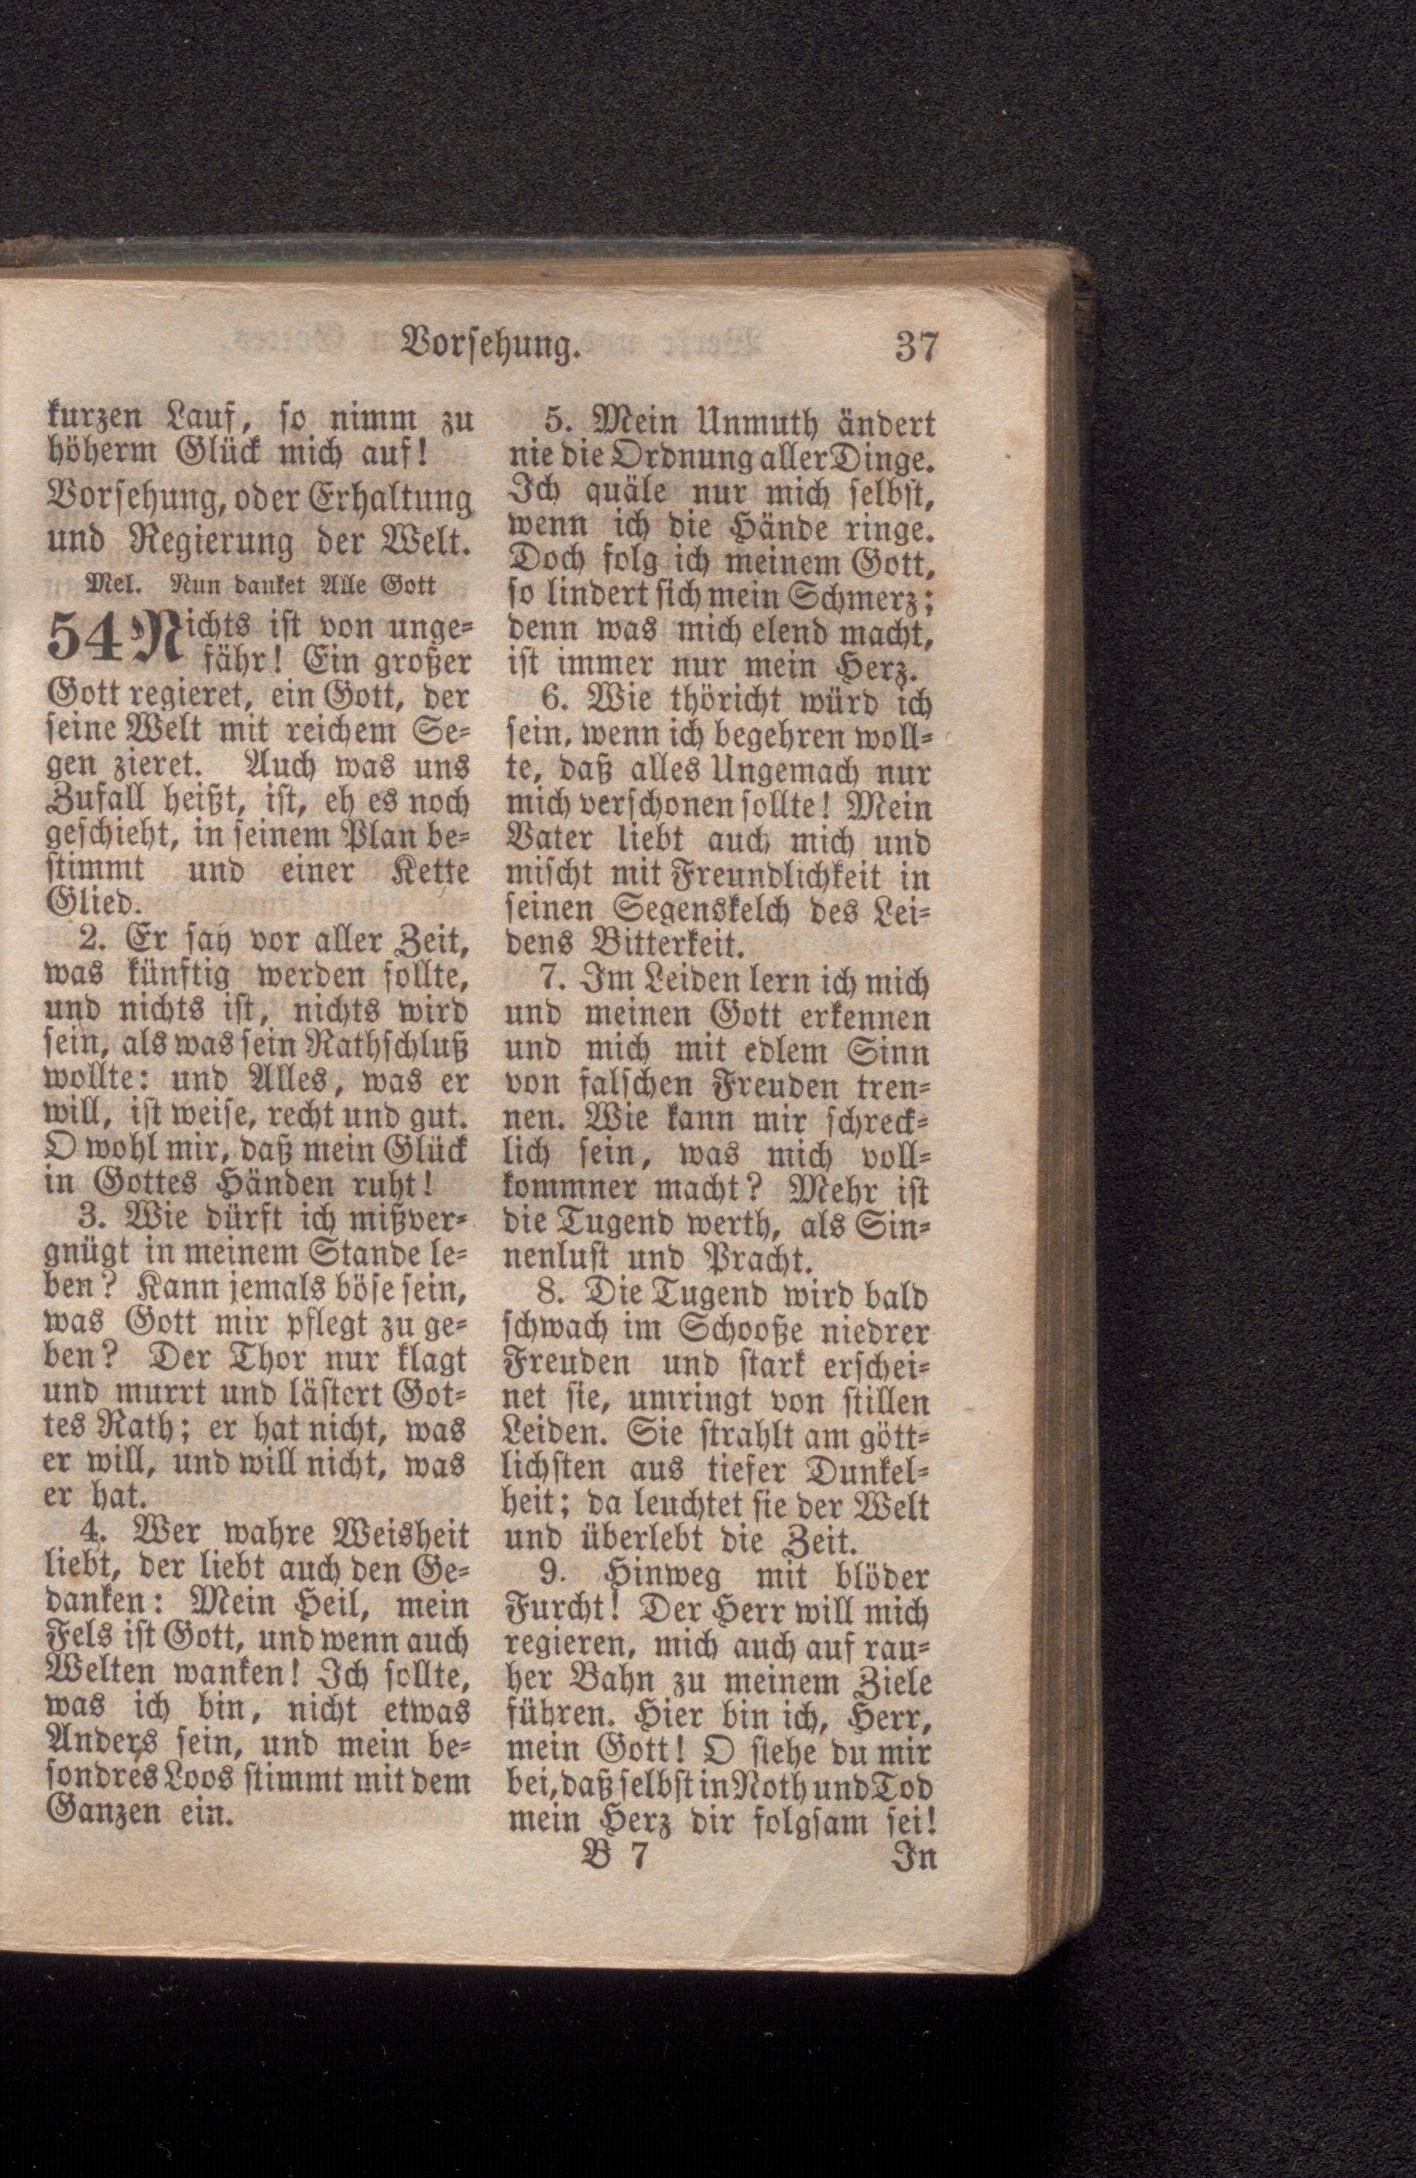 Vorsehung. 37
kurzen Lauf, so nimm zu
höherm Glück mich auf!
Vorsehung, oder Erhaltung
und Regierung der Welt.
Mel. Nun danket Alle Gott
54 Nichts ist von unge-
fähr! Ein großer
Gott regieret, ein Gott, der
seine Welt mit reichem Se-
gen zieret. Auch was uns
Zufall heißt, ist, eh es noch
geschieht, in seinem Plan be-
stimmt und einer Kette
Glied.
2. Er sah vor aller Zeit,
was künftig werden sollte,
und nichts ist, nichts wird
sein, als was sein Rathschluß
wollte: und Alles, was er
will, ist weise, recht und gut.
O wohl mir, daß mein Glück
in Gottes Händen ruht!
3. Wie dürft ich mißver-
gnügt in meinem Stande le-
ben? Kann jemals böse sein,
was Gott mir pflegt zu ge-
ben? Der Thor nur klagt
und murrt und lästert Got-
tes Rath; er hat nicht, was
er will, und will nicht, was
er hat.
4. Wer wahre Weisheit
liebt, der liebt auch den Ge-
danken: Mein Heil, mein
Fels ist Gott, und wenn auch
Welten wanken! Ich sollte,
was ich bin, nicht etwas
Anders sein, und mein be-
sondres Loos stimmt mit dem
Ganzen ein.
5. Mein Unmuth ändert
nie die Ordnung aller Dinge.
Ich quäle nur mich selbst,
wenn ich die Hände ringe.
Doch folg ich meinem Gott,
so lindert sich mein Schmerz;
denn was mich elend macht,
ist immer nur mein Herz.
6. Wie thöricht würd ich
sein, wenn ich begehren woll-
te, daß alles Ungemach nur
mich verschonen sollte! Mein
Vater liebt auch mich und
mischt mit Freundlichkeit in
seinen Segenskelch des Lei-
dens Bitterkeit.
7. Im Leiden lern ich mich
und meinen Gott erkennen
und mich mit edlem Sinn
von falschen Freuden tren-
nen. Wie kann mir schreck-
lich sein, was mich voll-
kommner macht? Mehr ist
die Tugend werth, als Sin-
nenlust und Pracht.
8. Die Tugend wird bald
schwach im Schooße niedrer
Freuden und stark erschei-
net sie, umringt von stillen
Leiden. Sie strahlt am gött-
lichsten aus tiefer Dunkel-
heit; da leuchtet sie der Welt
und überlebt die Zeit.
9. Hinweg mit blöder
Furcht! Der Herr will mich
regieren, mich auch auf rau-
her Bahn zu meinem Ziele
führen. Hier bin ich, Herr,
mein Gott! O stehe du mir
bei, daß selbst in Noth und Tod
mein Herz dir folgsam sei!
B 7 In